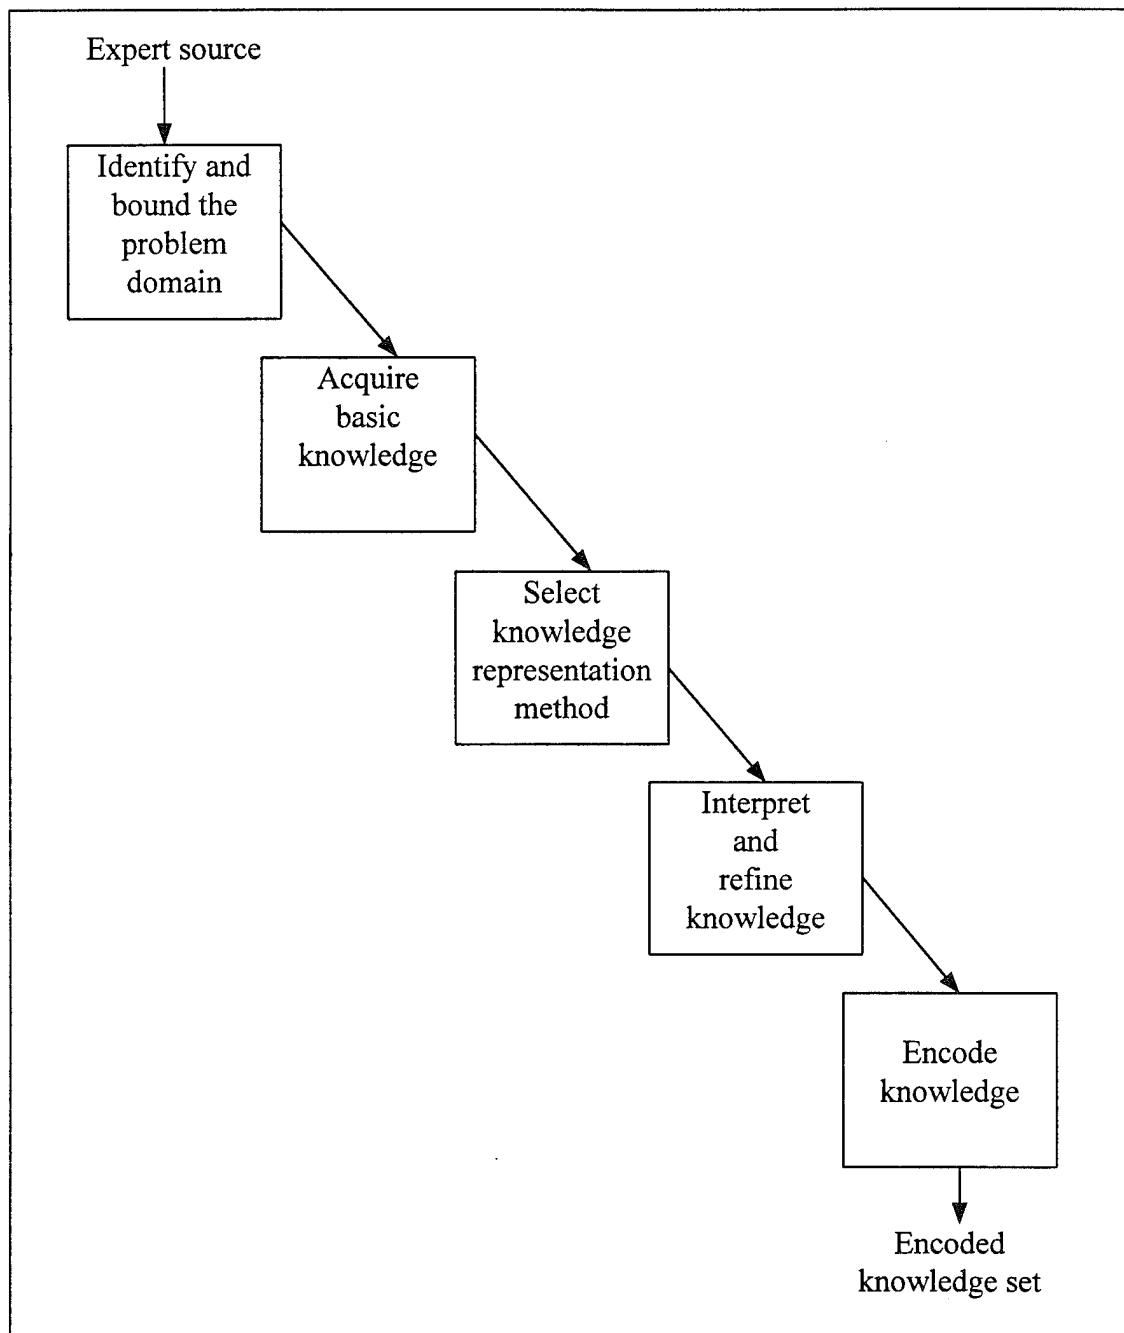 Expert source
Identify and
bound the
problem
domain
Acquire
basic
knowledge
Select
knowledge
representation
method
Interpret
and
refine
knowledge
Encode
knowledge
Encoded
knowledge set